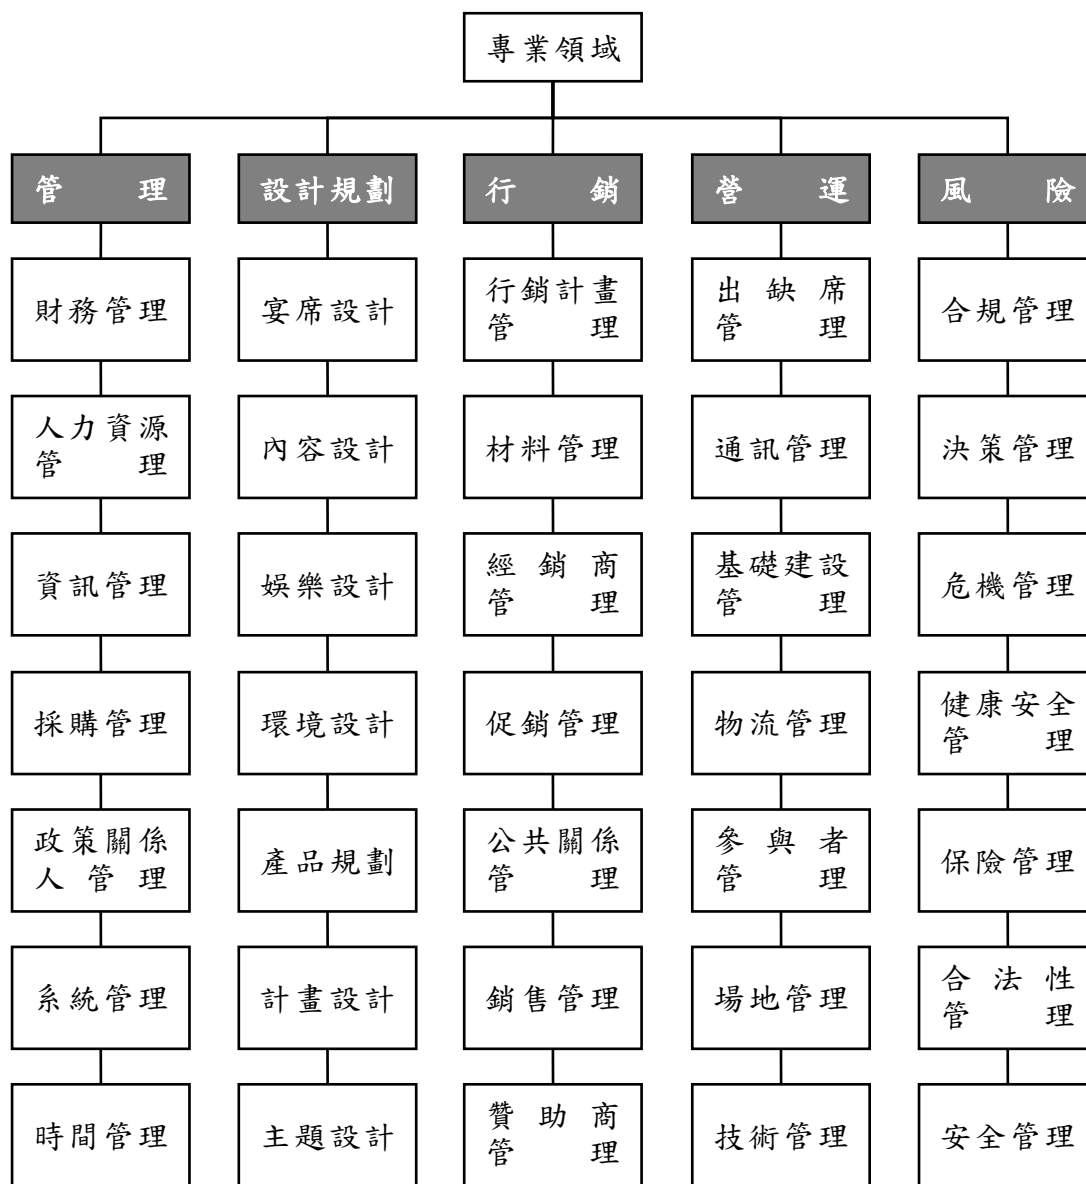 專業領域
管理
設計規劃
行銷
營運
風險
財務管理
宴席設計
行銷計畫
管理
出缺席
管理
合規管理
人力資源
管理
內容設計
材料管理
通訊管理
決策管理
資訊管理
娛樂設計
經銷商
管理
基礎建設
管理
危機管理
採購管理
環境設計
促銷管理
物流管理
健康安全
管理
政策關係
人管理
產品規劃
公共關係
管理
參與者
管理
保險管理
系統管理
計畫設計
銷售管理
場地管理
合法性
管理
時間管理
主題設計
贊助商
管理
技術管理
安全管理